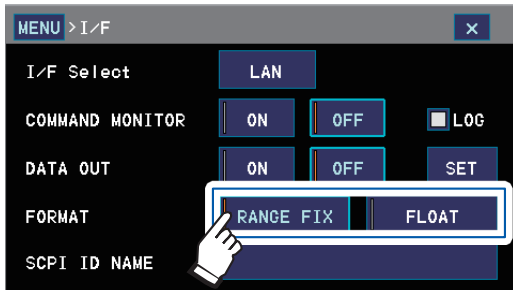 MENU >I/F ×
I/F Select LAN
COMMAND MONITOR ON OFF LOG
DATA OUT ON OFF SET
FORMAT RANGE FIX FLOAT
SCPI ID NAME